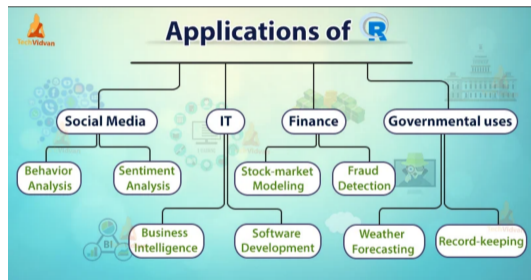 TechVidvan
Applications of R
Social Media
IT
Finance
Governmental uses
Behavior
Analysis
Sentiment
Analysis
Stock-market
Modeling
Fraud
Detection
Business
Intelligence
Software
Development
Weather
Forecasting
Record-keeping
BI